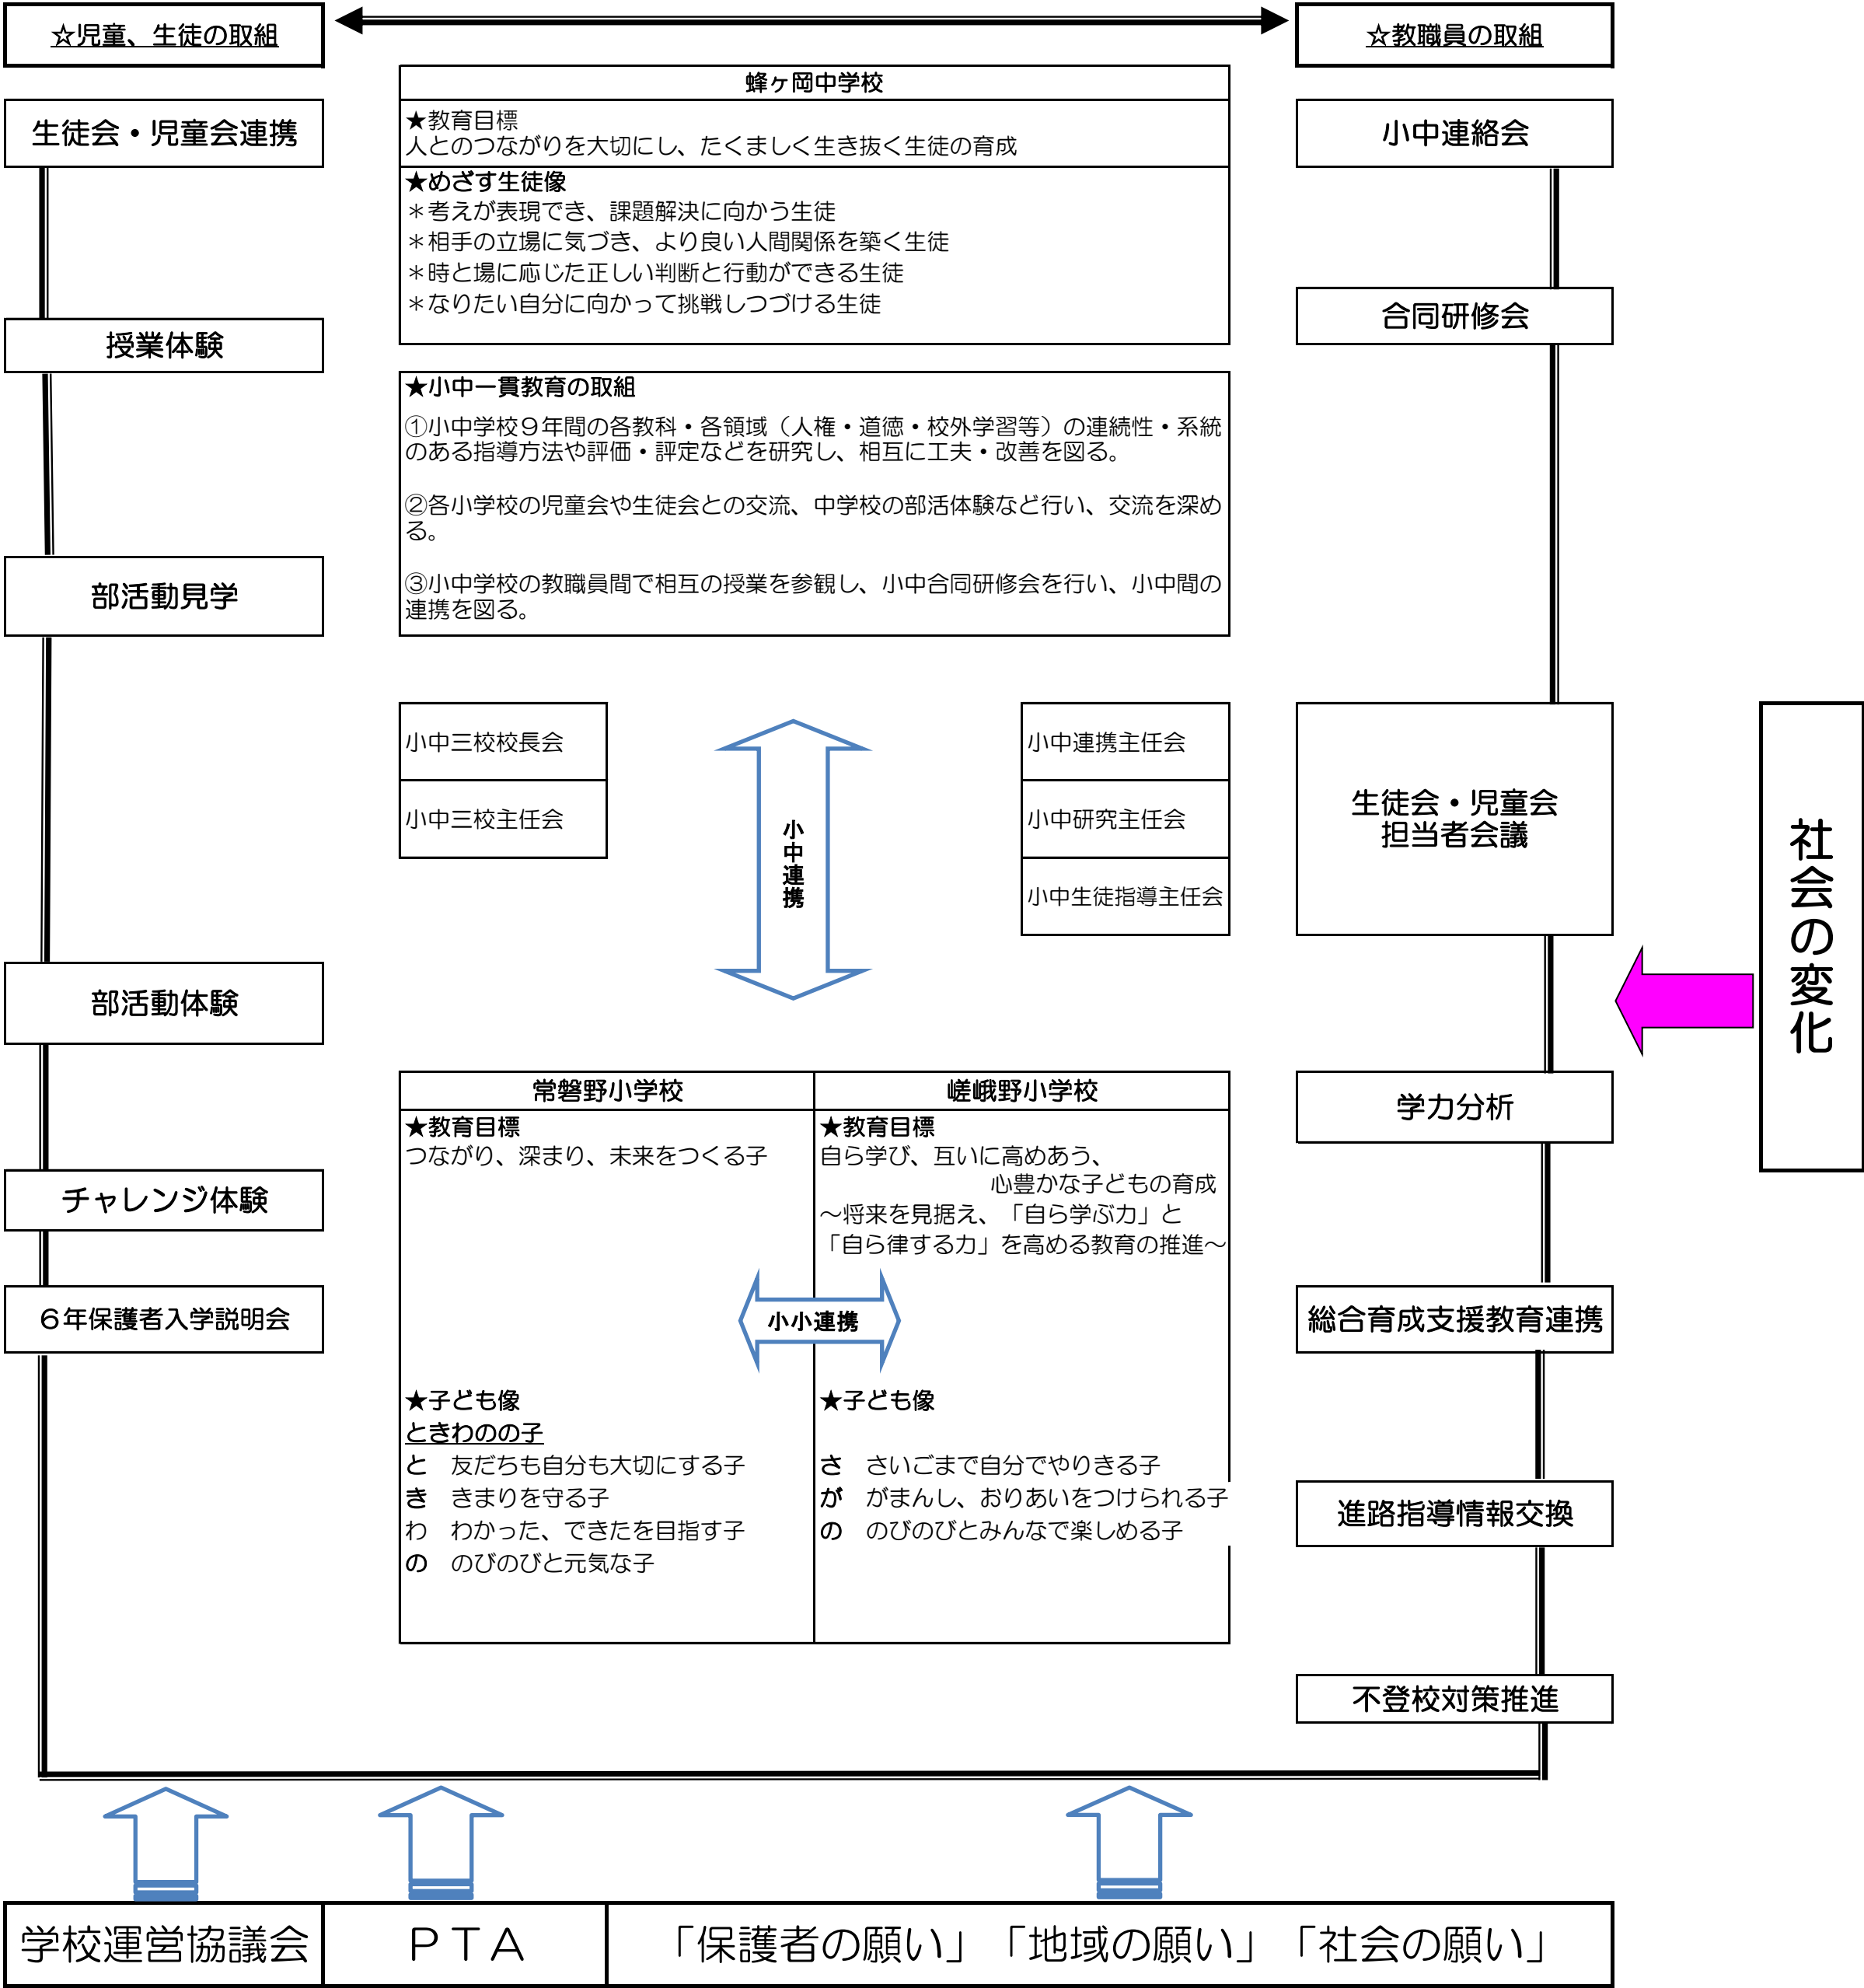 ☆児童、生徒の取組
☆教職員の取組
生徒会・児童会連携
授業体験
部活動見学
部活動体験
チャレンジ体験
６年保護者入学説明会
蜂ヶ岡中学校
★教育目標
人とのつながりを大切にし、たくましく生き抜く生徒の育成
★めざす生徒像
＊考えが表現でき、課題解決に向かう生徒
＊相手の立場に気づき、より良い人間関係を築く生徒
＊時と場に応じた正しい判断と行動ができる生徒
＊なりたい自分に向かって挑戦しつづける生徒
★小中一貫教育の取組
①小中学校９年間の各教科・各領域（人権・道徳・校外学習等）の連続性・系統
のある指導方法や評価・評定などを研究し、相互に工夫・改善を図る。
②各小学校の児童会や生徒会との交流、中学校の部活体験など行い、交流を深め
る。
③小中学校の教職員間で相互の授業を参観し、小中合同研修会を行い、小中間の
連携を図る。
小中三校校長会
小中三校主任会
小中連携
小中連携主任会
小中研究主任会
小中生徒指導主任会
常磐野小学校
★教育目標
つながり、深まり、未来をつくる子
★子ども像
ときわのの子
と　友だちも自分も大切にする子
き　きまりを守る子
わ　わかった、できたを目指す子
の　のびのびと元気な子
小小連携
嵯峨野小学校
★教育目標
自ら学び、互いに高めあう、
心豊かな子どもの育成
～将来を見据え、「自ら学ぶ力」と
「自ら律する力」を高める教育の推進～
★子ども像
さ　さいごまで自分でやりきる子
が　がまんし、おりあいをつけられる子
の　のびのびとみんなで楽しめる子
小中連絡会
合同研修会
生徒会・児童会
担当者会議
学力分析
総合育成支援教育連携
進路指導情報交換
不登校対策推進
社会の変化
学校運営協議会
ＰＴＡ
「保護者の願い」「地域の願い」「社会の願い」